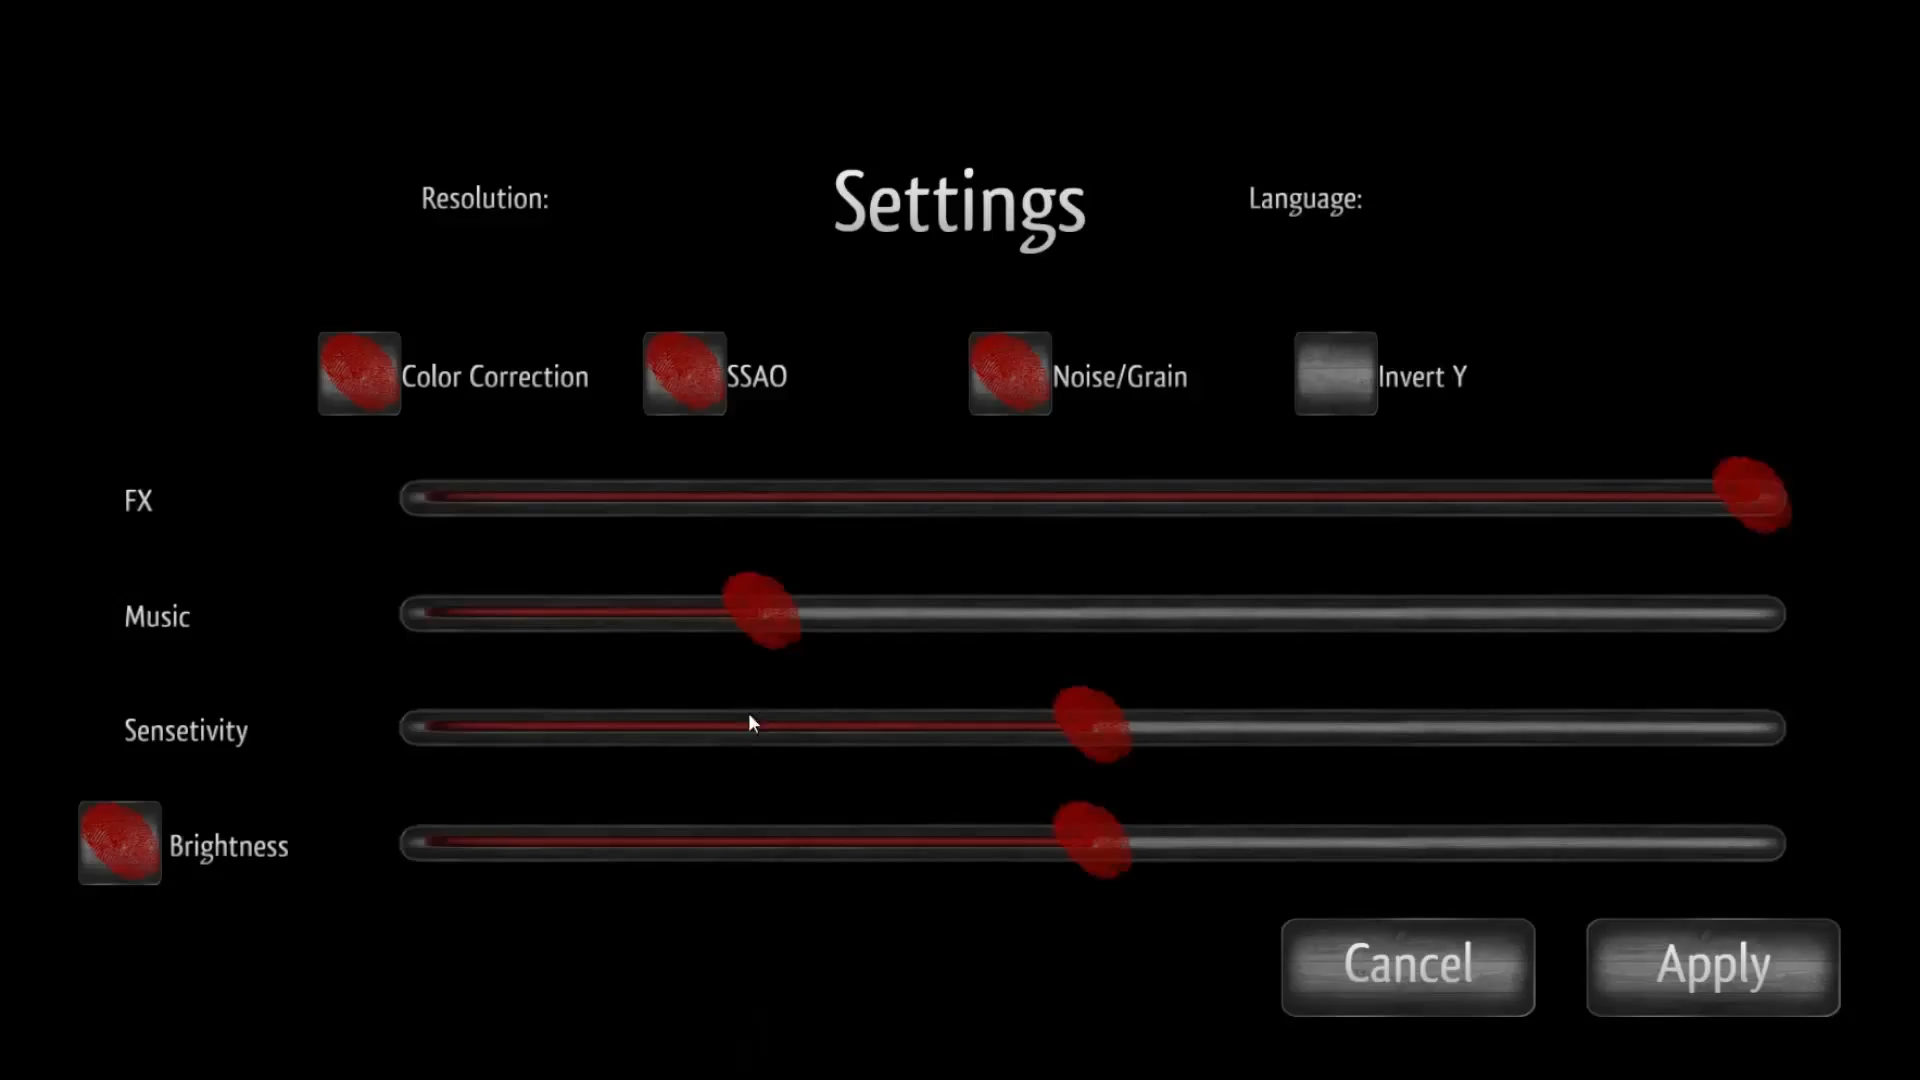 Settings
Resolution:
Language:
Color Correction
SSAO
Noise/Grain
Invert Y
FX
Music
Sensetivity
Brightness
Cancel
Apply